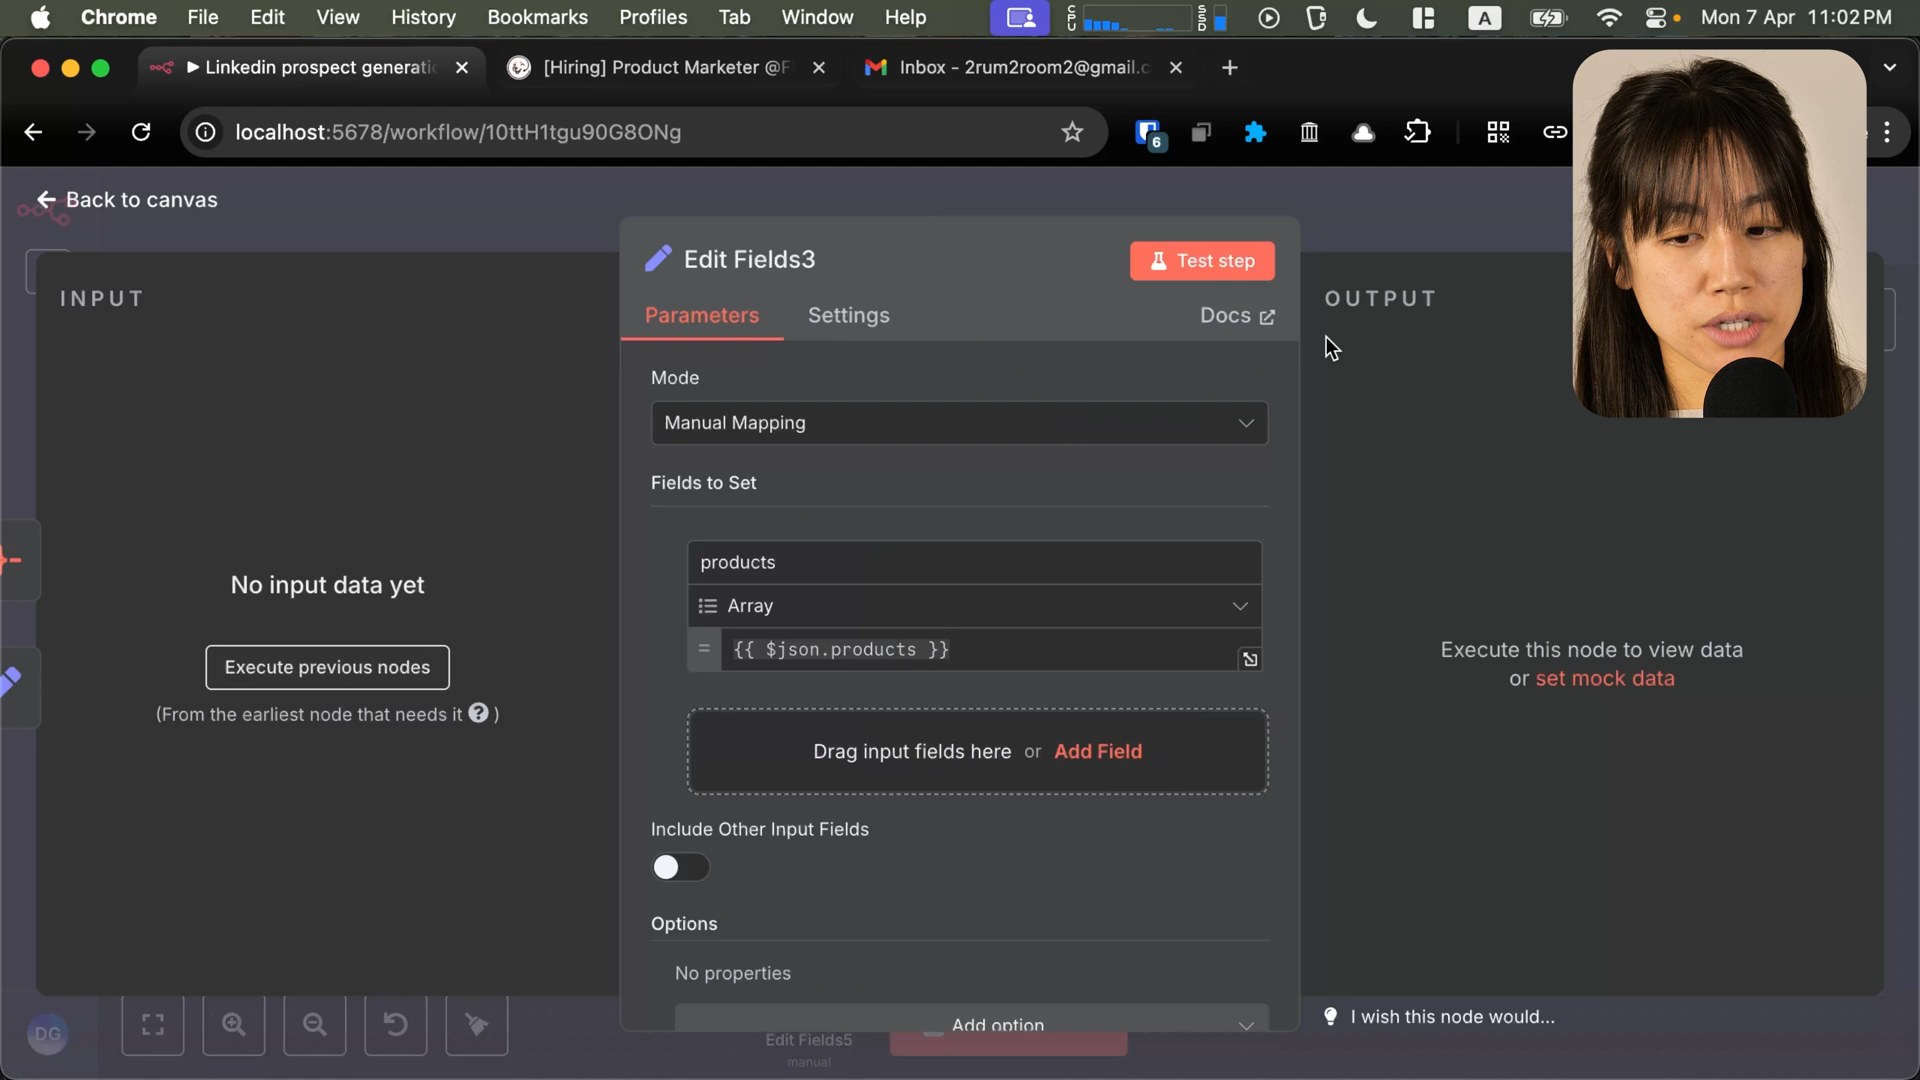 Chrome File Edit View History Bookmarks Profiles Tab Window Help CPU SSD A Mon 7 Apr 11:02 PM
▶ Linkedin prospect generati [Hiring] Product Marketer @F Inbox - 2rum2room2@gmail.c
localhost:5678/workflow/10ttH1tgu90G8ONg 6
Back to canvas
INPUT
No input data yet
Execute previous nodes
(From the earliest node that needs it ? )
Edit Fields3
Test step
Parameters Settings Docs
Mode
Manual Mapping
Fields to Set
products
Array
= {{ $json.products }}
Drag input fields here or Add Field
Include Other Input Fields
Options
No properties
Add option
OUTPUT
Execute this node to view data
or set mock data
I wish this node would...
DG
Edit Fields5
manual